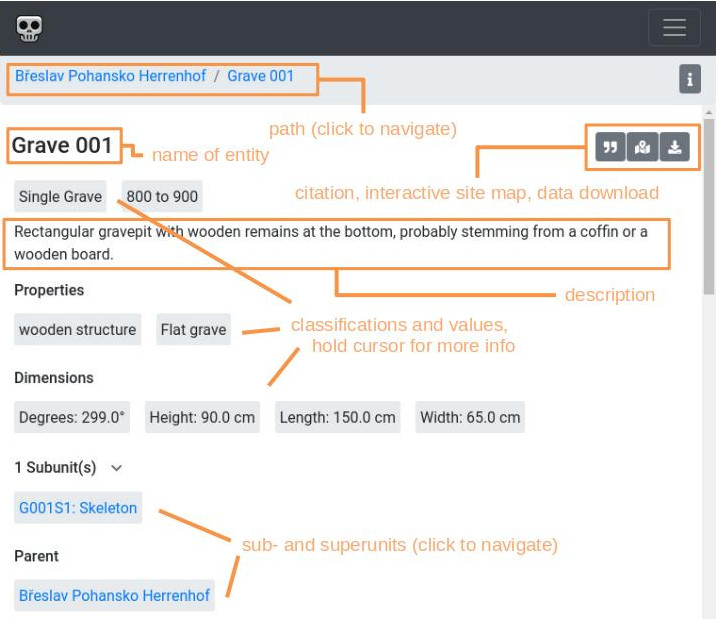 Břeslav Pohansko Herrenhof / Grave 001
i
path (click to navigate)
Grave 001
name of entity
citation, interactive site map, data download
Single Grave 800 to 900
Rectangular gravepit with wooden remains at the bottom, probably stemming from a coffin or a
wooden board.
description
Properties
wooden structure Flat grave
classifications and values,
hold cursor for more info
Dimensions
Degrees: 299.0° Height: 90.0 cm Length: 150.0 cm Width: 65.0 cm
1 Subunit(s)
G001S1: Skeleton
sub- and superunits (click to navigate)
Parent
Břeslav Pohansko Herrenhof